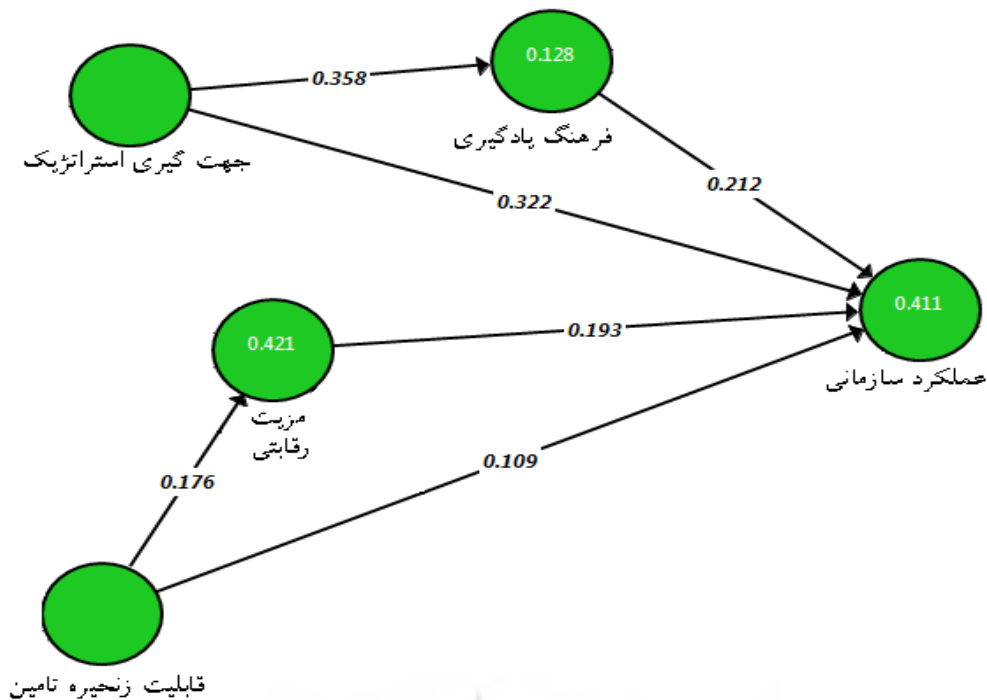 0.128
0.358
فرهنگ یادگیری
جهت گیری استراتژیک
0.212
0.322
0.411
0.193
0.421
عملکرد سازمانی
مزیت
رقابتی
0.109
0.176
قابلیت زنجیره تامین